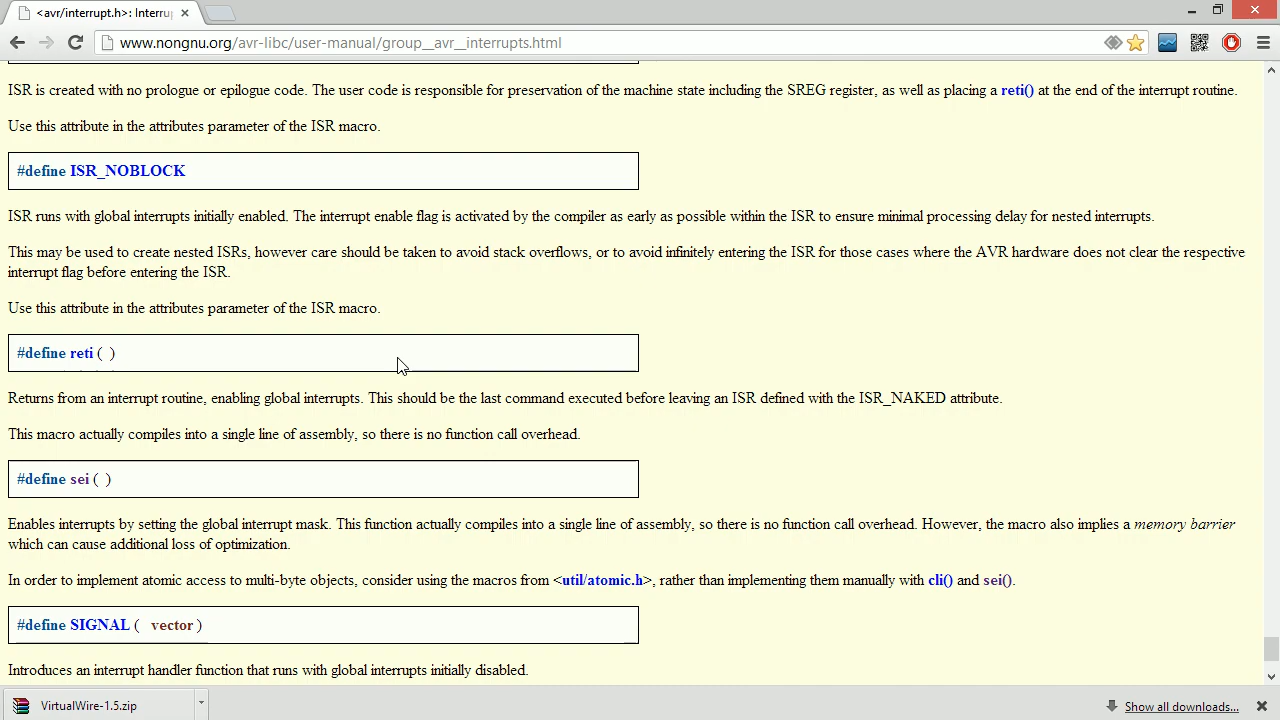 <avr/interrupt.h>: Interru
www.nongnu.org/avr-libc/user-manual/group__avr__interrupts.html
ISR is created with no prologue or epilogue code. The user code is responsible for preservation of the machine state including the SREG register, as well as placing a reti() at the end of the interrupt routine.
Use this attribute in the attributes parameter of the ISR macro.
#define ISR_NOBLOCK
ISR runs with global interrupts initially enabled. The interrupt enable flag is activated by the compiler as early as possible within the ISR to ensure minimal processing delay for nested interrupts.
This may be used to create nested ISRs, however care should be taken to avoid stack overflows, or to avoid infinitely entering the ISR for those cases where the AVR hardware does not clear the respective
interrupt flag before entering the ISR.
Use this attribute in the attributes parameter of the ISR macro.
#define reti ( )
Returns from an interrupt routine, enabling global interrupts. This should be the last command executed before leaving an ISR defined with the ISR_NAKED attribute.
This macro actually compiles into a single line of assembly, so there is no function call overhead.
#define sei ( )
Enables interrupts by setting the global interrupt mask. This function actually compiles into a single line of assembly, so there is no function call overhead. However, the macro also implies a memory barrier
which can cause additional loss of optimization.
In order to implement atomic access to multi-byte objects, consider using the macros from <util/atomic.h>, rather than implementing them manually with cli() and sei().
#define SIGNAL ( vector )
Introduces an interrupt handler function that runs with global interrupts initially disabled.
VirtualWire-1.5.zip
Show all downloads...